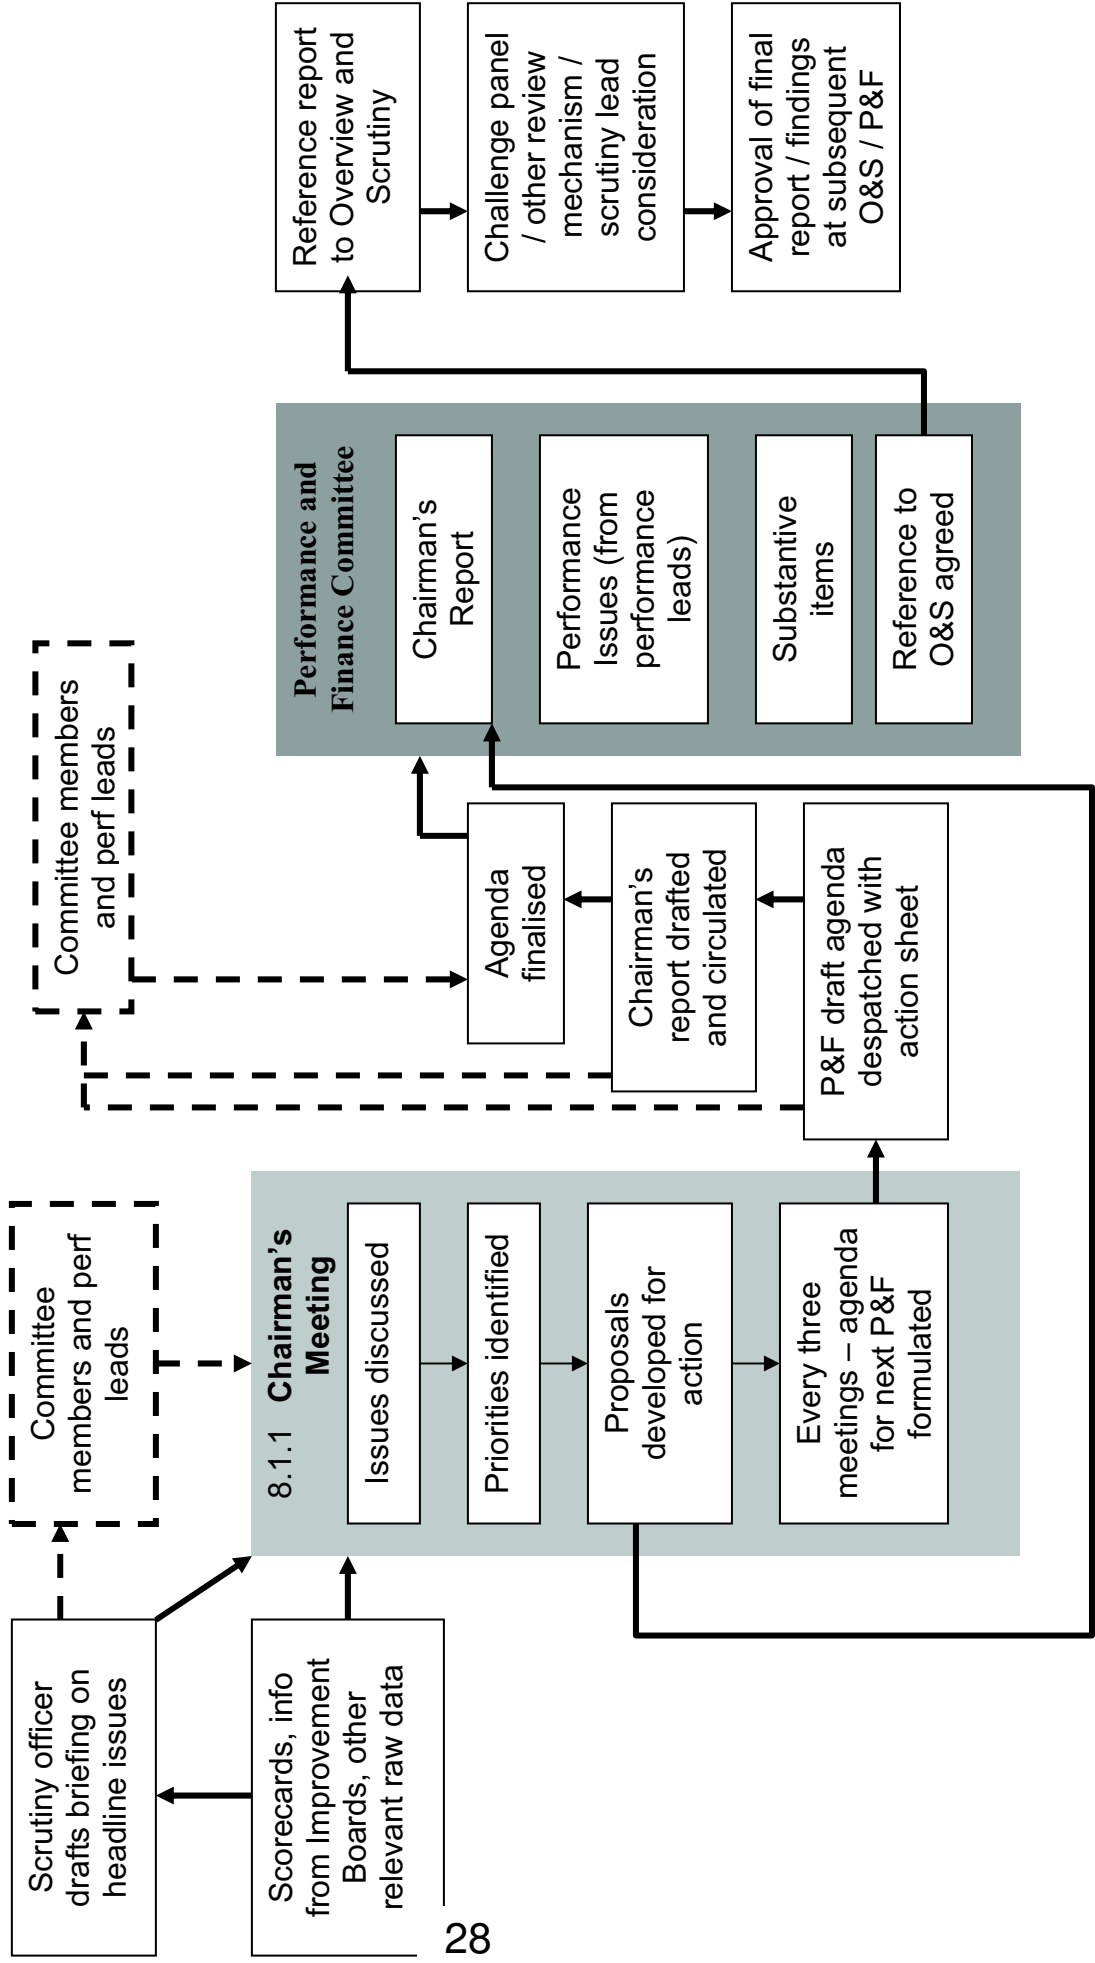 Scrutiny officer
drafts briefing on
headline issues
Scorecards, info
from Improvement
Boards, other
relevant raw data
Committee
members and perf
leads
8.1.1 Chairman’s
Meeting
Issues discussed
Priorities identified
Proposals
developed for
action
Every three
meetings – agenda
for next P&F
formulated
Committee members
and perf leads
Agenda
finalised
Chairman’s
report drafted
and circulated
P&F draft agenda
despatched with
action sheet
Performance and
Finance Committee
Chairman’s
Report
Performance
Issues (from
performance
leads)
Substantive
items
Reference to
O&S agreed
Reference report
to Overview and
Scrutiny
Challenge panel
/ other review
mechanism /
scrutiny lead
consideration
Approval of final
report / findings
at subsequent
O&S / P&F
28